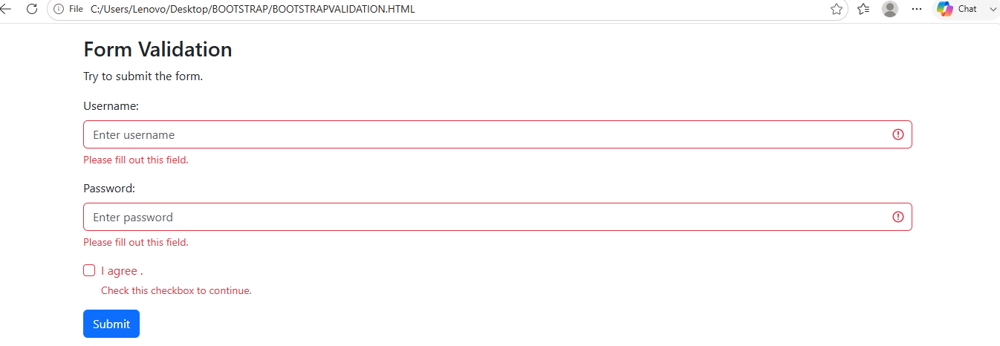 File C:/Users/Lenovo/Desktop/BOOTSTRAP/BOOTSTRAPVALIDATION.HTML Chat
Form Validation
Try to submit the form.
Username:
Enter username
Please fill out this field.
Password:
Enter password
Please fill out this field.
I agree .
Check this checkbox to continue.
Submit